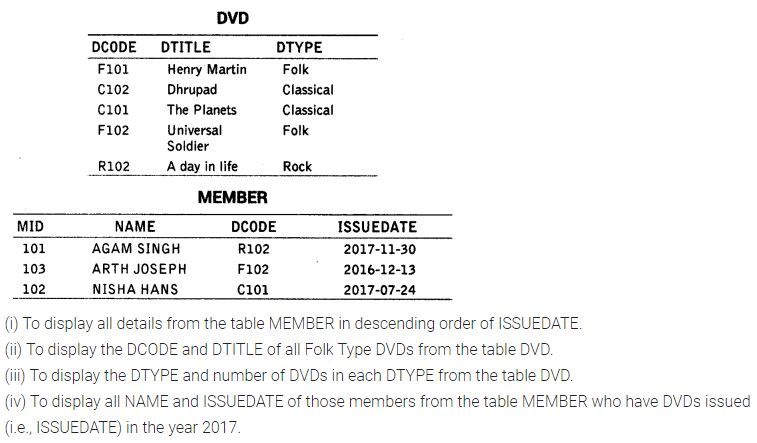 DVD
DCODE DTITLE DTYPE
F101 Henry Martin Folk
C102 Dhrupad Classical
C101 The Planets Classical
F102 Universal Folk
Soldier
R102 A day in life Rock
MEMBER
MID NAME DCODE ISSUEDATE
101 AGAM SINGH R102 2017-11-30
103 ARTH JOSEPH F102 2016-12-13
102 NISHA HANS C101 2017-07-24
(i) To display all details from the table MEMBER in descending order of ISSUEDATE.
(ii) To display the DCODE and DTITLE of all Folk Type DVDs from the table DVD.
(iii) To display the DTYPE and number of DVDs in each DTYPE from the table DVD.
(iv) To display all NAME and ISSUEDATE of those members from the table MEMBER who have DVDs issued
(i.e., ISSUEDATE) in the year 2017.